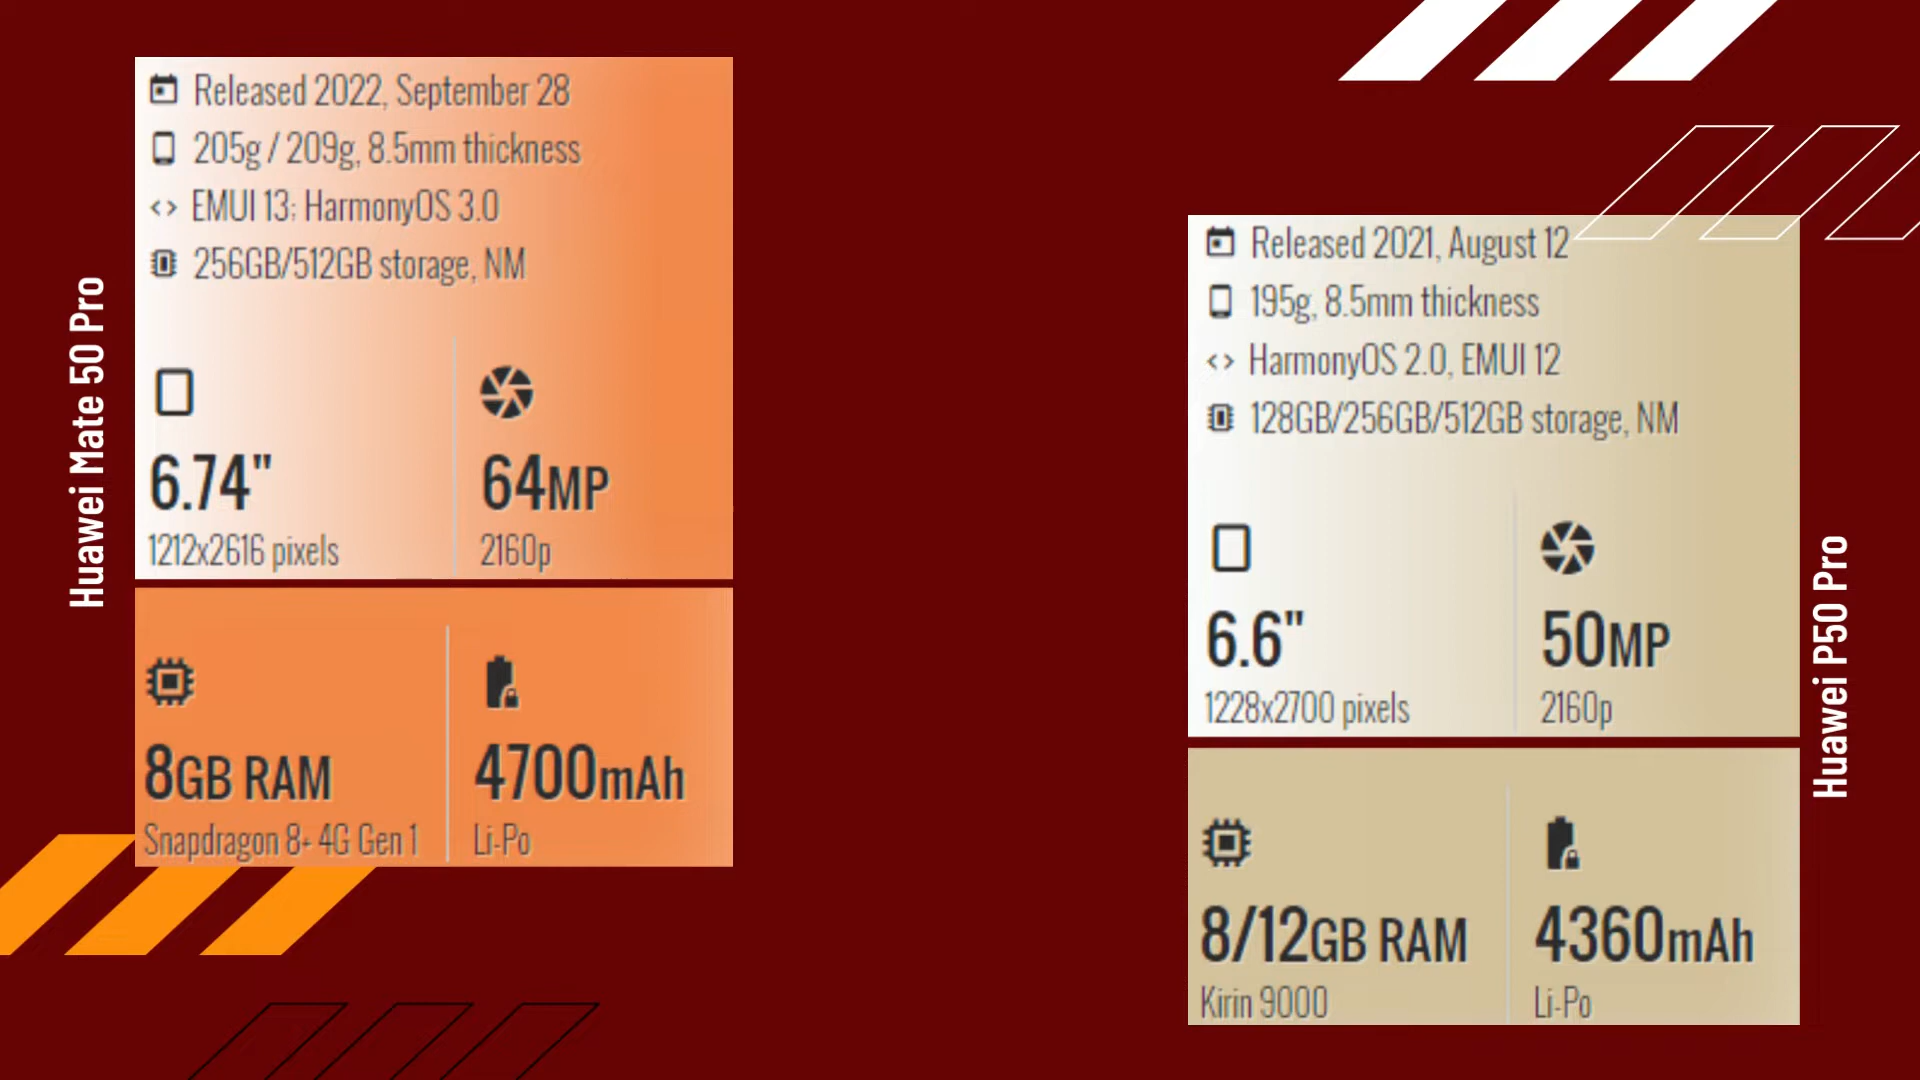 Huawei Mate 50 Pro
Released 2022, September 28
205g / 209g, 8.5mm thickness
EMUI 13; HarmonyOS 3.0
256GB/512GB storage, NM
6.74"
1212x2616 pixels
64MP
2160p
8GB RAM
Snapdragon 8+ 4G Gen 1
4700mAh
Li-Po
Released 2021, August 12
195g, 8.5mm thickness
HarmonyOS 2.0, EMUI 12
128GB/256GB/512GB storage, NM
6.6"
1228x2700 pixels
50MP
2160p
8/12GB RAM
Kirin 9000
4360mAh
Li-Po
Huawei P50 Pro